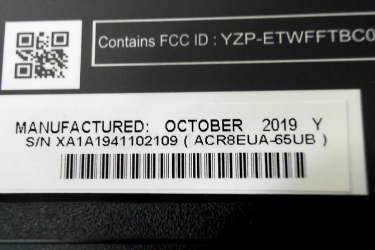 Contains FCC ID : YZP-ETWFFTBC0
MANUFACTURED: OCTOBER 2019 Y
S/N XA1A1941102109 ( ACR8EUA-65UB )